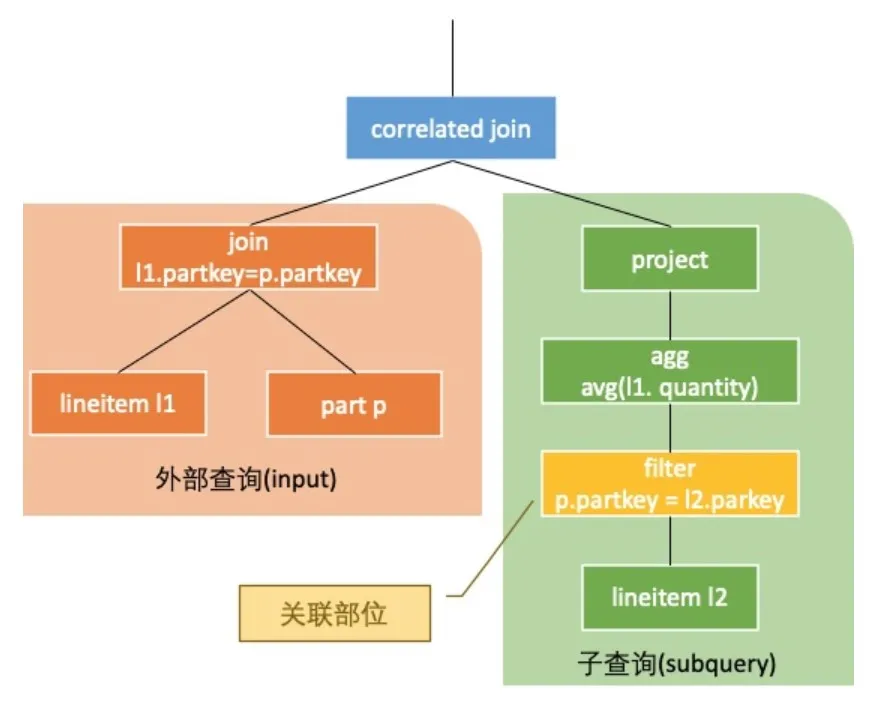 correlated join
join
l1.partkey=p.partkey
lineitem l1
part p
外部查询(input)
project
agg
avg(l1. quantity)
filter
p.partkey = l2.parkey
lineitem l2
子查询(subquery)
关联部位